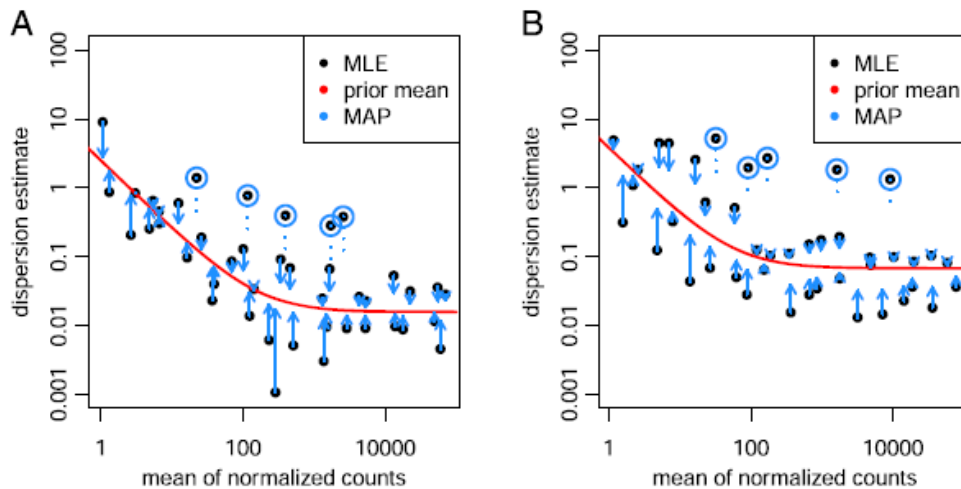 A
MLE
prior mean
MAP
dispersion estimate
100
10
1
0.1
0.01
0.001
1
100
10000
mean of normalized counts
B
MLE
prior mean
MAP
dispersion estimate
100
10
1
0.1
0.01
0.001
1
100
10000
mean of normalized counts